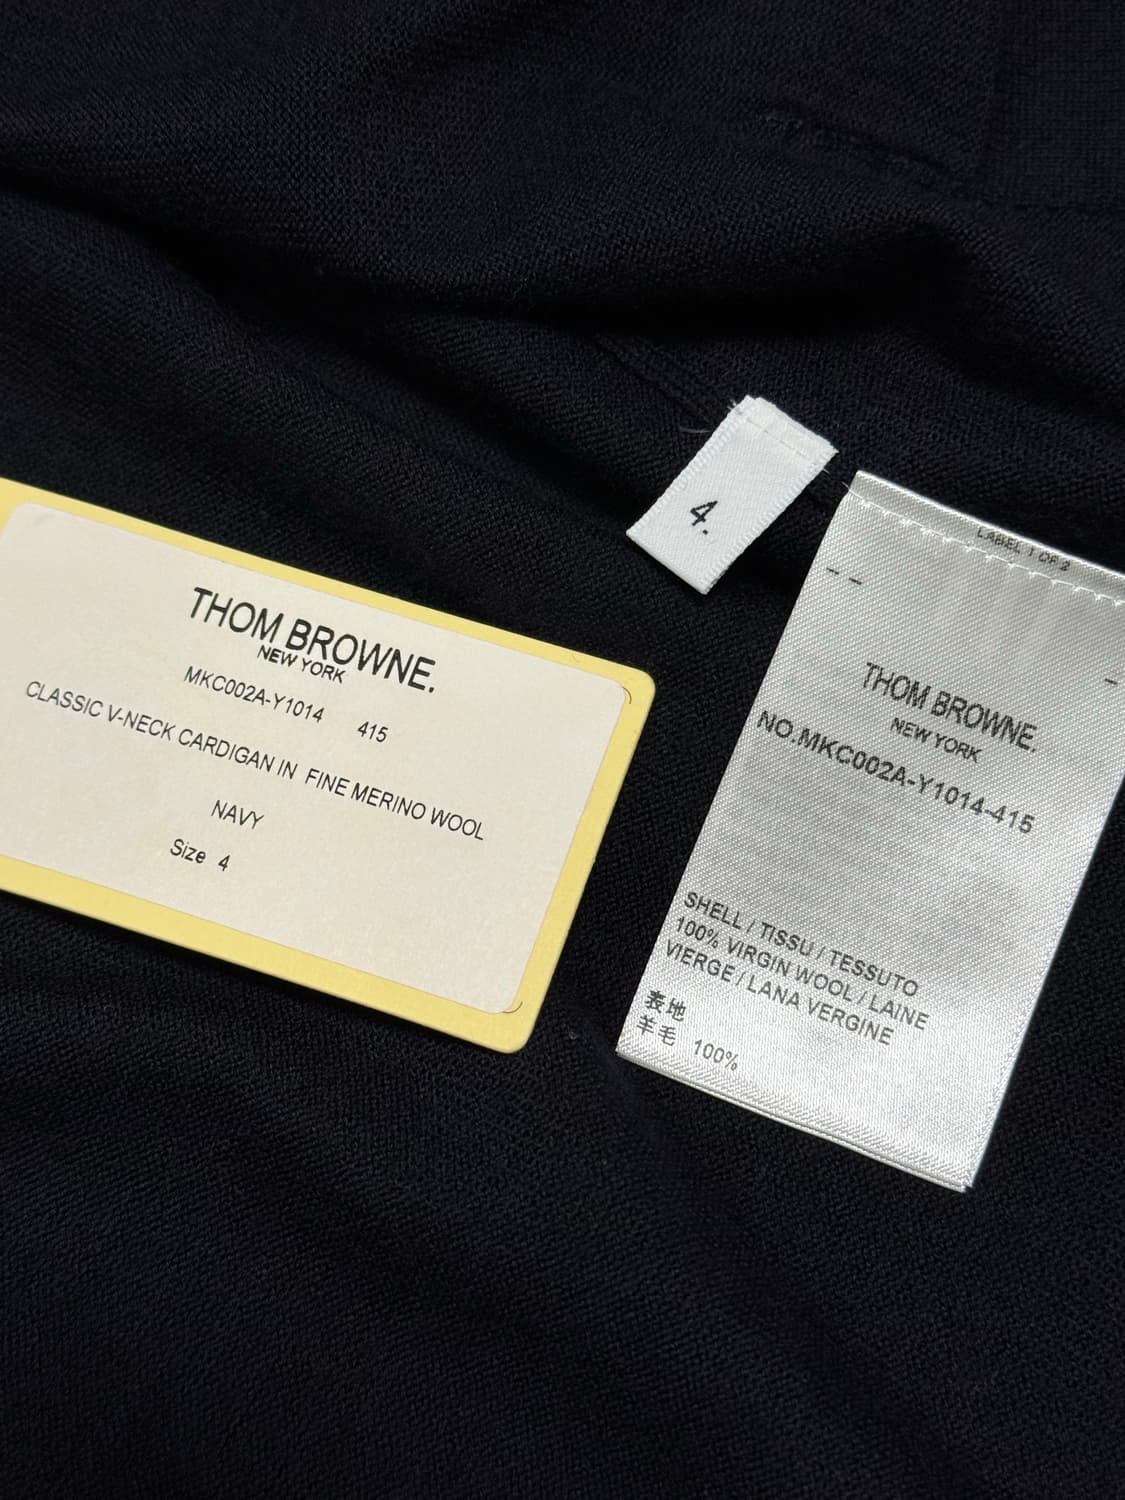 THOM BROWNE.
NEW YORK
MKC002A-Y1014 415
CLASSIC V-NECK CARDIGAN IN FINE MERINO WOOL
NAVY
Size 4
4.
LABEL 1 OF 2
THOM BROWNE.
NEW YORK
NO.MKC002A-Y1014-415
SHELL / TISSU / TESSUTO
100% VIRGIN WOOL / LAINE
VIERGE / LANA VERGINE
表地
羊毛 100%